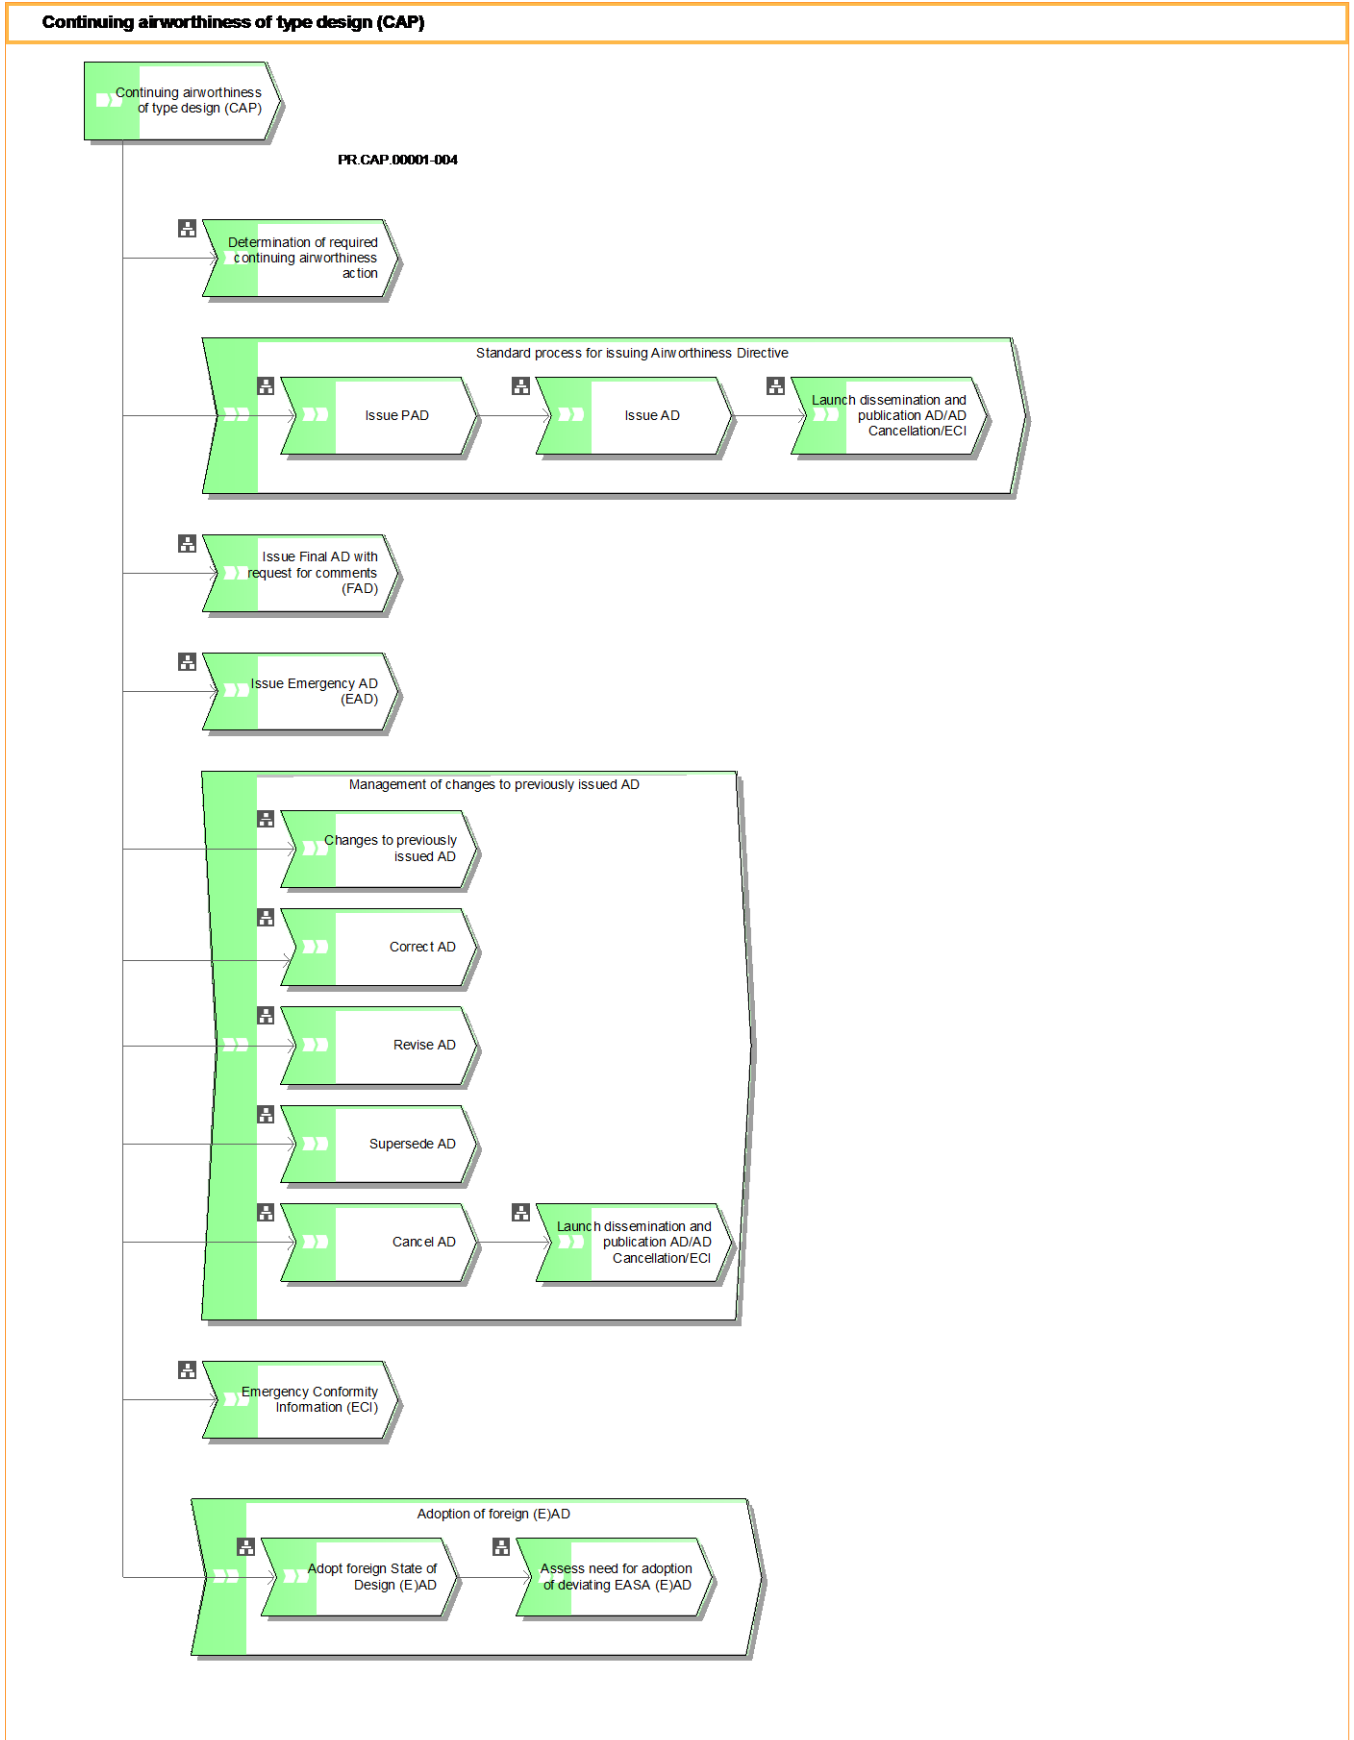 Continuing airworthiness of type design (CAP)
Continuing airworthiness
of type design (CAP)
PR.CAP.00001-004
Determination of required
continuing airworthiness
action
Standard process for issuing Airworthiness Directive
Issue PAD
Issue AD
Launch dissemination and
publication AD/AD
Cancellation/ECI
Issue Final AD with
request for comments
(FAD)
Issue Emergency AD
(EAD)
Management of changes to previously issued AD
Changes to previously
issued AD
Correct AD
Revise AD
Supersede AD
Cancel AD
Launch dissemination and
publication AD/AD
Cancellation/ECI
Emergency Conformity
Information (ECI)
Adoption of foreign (E)AD
Adopt foreign State of
Design (E)AD
Assess need for adoption
of deviating EASA (E)AD